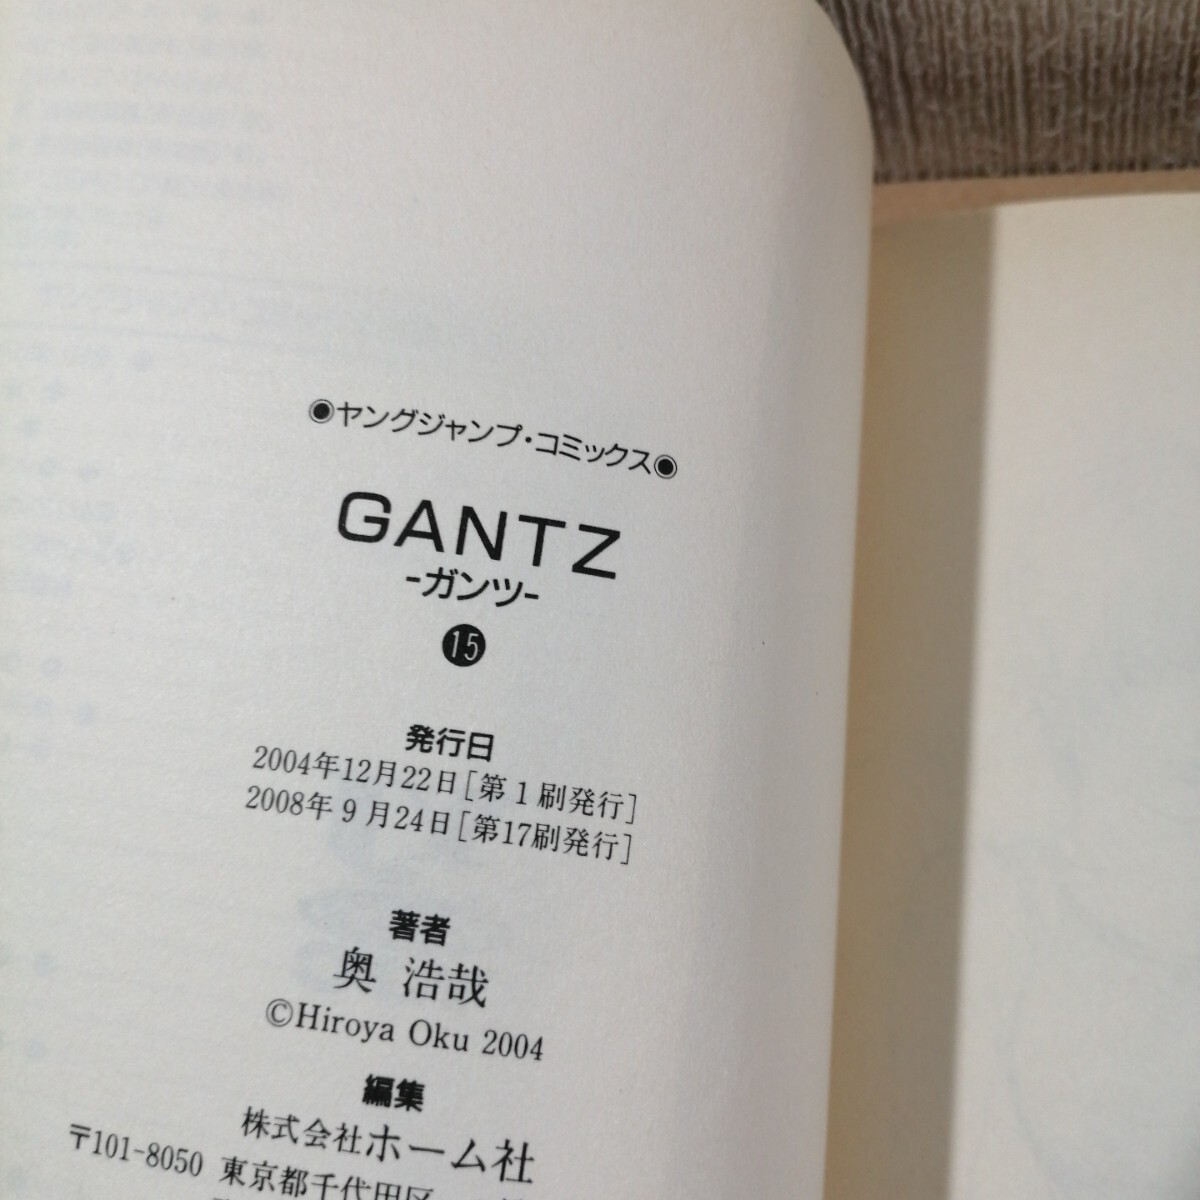 ◉ヤングジャンプ・コミックス◉
GANTZ
-ガンツ-
15
発行日
2004年12月22日[第1刷発行]
2008年9月24日[第17刷発行]
著者
奥 浩哉
©Hiroya Oku 2004
編集
株式会社ホーム社
〒101-8050 東京都千代田区